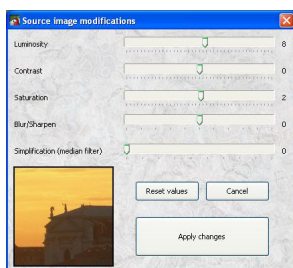 Source image modifications
Luminosity 8
Contrast 0
Saturation 2
Blur/Sharpen 0
Simplification (median filter) 0
Reset values Cancel
Apply changes